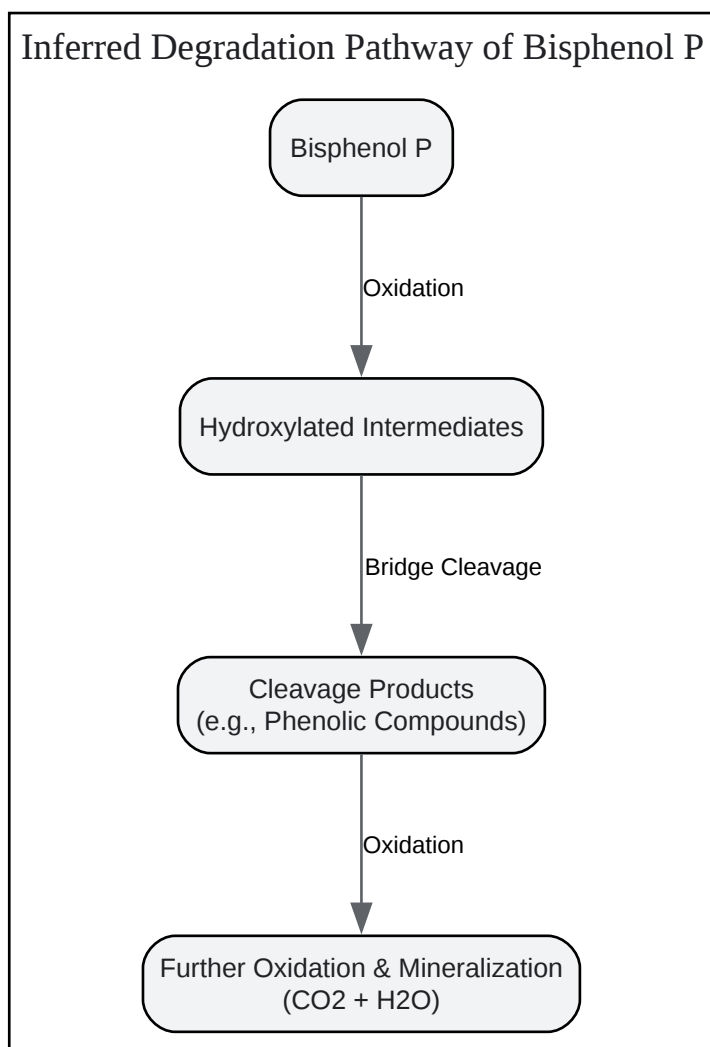 Inferred Degradation Pathway of Bisphenol P
Bisphenol P
Oxidation
Hydroxylated Intermediates
Bridge Cleavage
Cleavage Products
(e.g., Phenolic Compounds)
Oxidation
Further Oxidation & Mineralization
(CO2 + H2O)